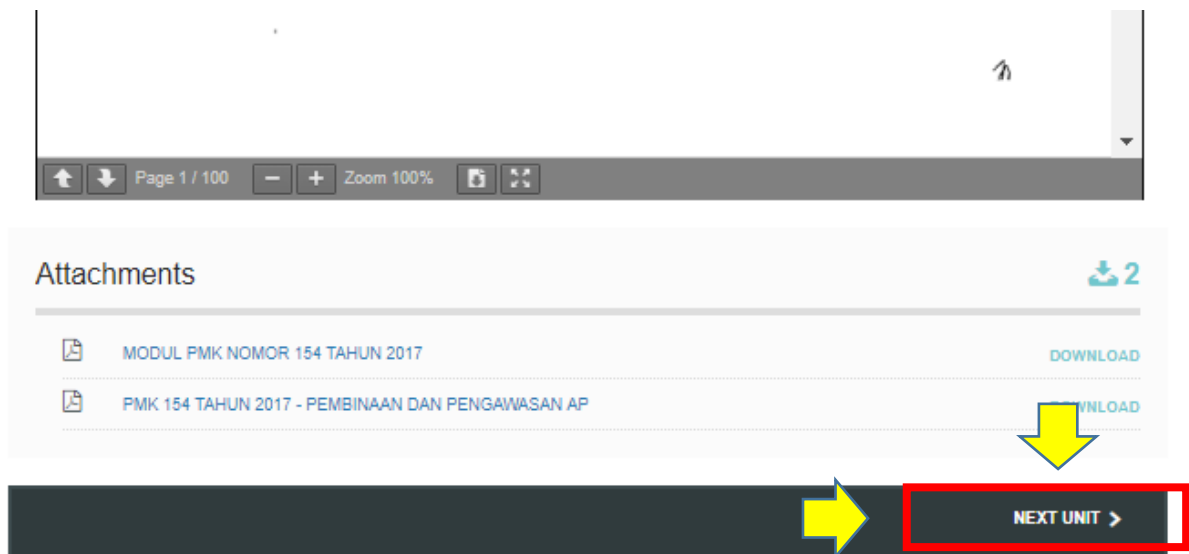 Page 1 / 100 Zoom 100%
Attachments 2
MODUL PMK NOMOR 154 TAHUN 2017 DOWNLOAD
PMK 154 TAHUN 2017 - PEMBINAAN DAN PENGAWASAN AP DOWNLOAD
NEXT UNIT >